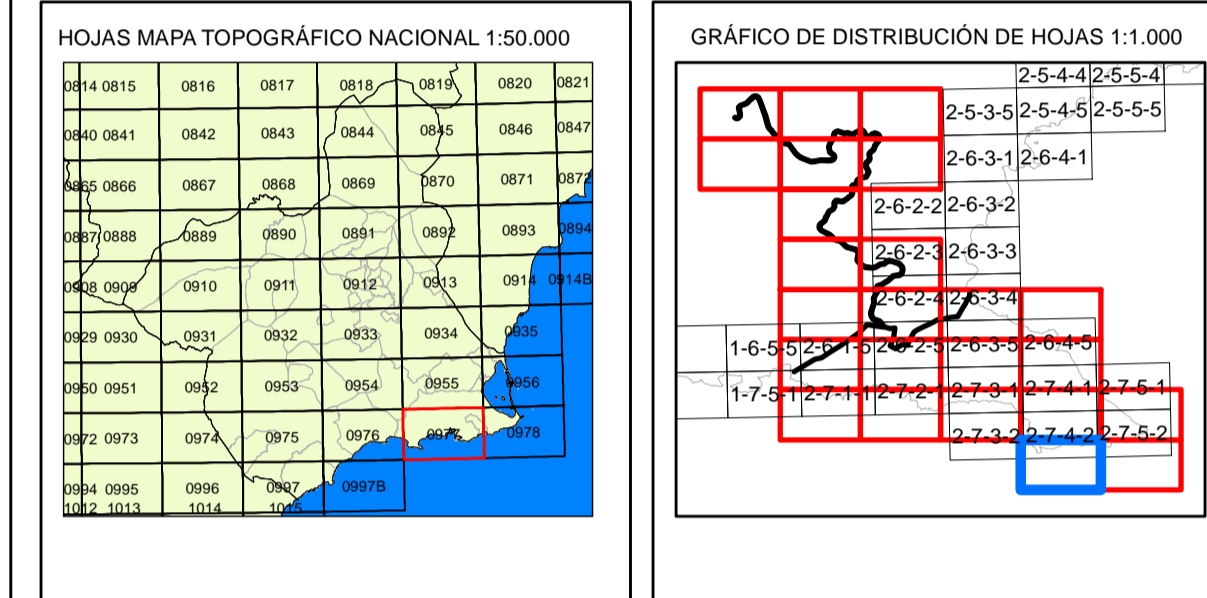 HOJAS MAPA TOPOGRÁFICO NACIONAL 1:50.000
0814 0815 0816 0817 0818 0819 0820 0821
0840 0841 0842 0843 0844 0845 0846 0847
0865 0866 0867 0868 0869 0870 0871 0872
0887 0888 0889 0890 0891 0892 0893 0894
0908 0909 0910 0911 0912 0913 0914 0914B
0929 0930 0931 0932 0933 0934 0935
0950 0951 0952 0953 0954 0955 0956
0972 0973 0974 0975 0976 0977 0978
0994 0995 0996 0997 0997B
1012 1013 1014 1015
GRÁFICO DE DISTRIBUCIÓN DE HOJAS 1:1.000
2-5-4-4 2-5-5-4
2-5-3-5 2-5-4-5 2-5-5-5
2-6-3-1 2-6-4-1
2-6-2-2 2-6-3-2
2-6-2-3 2-6-3-3
2-6-2-4 2-6-3-4
1-6-5-5 2-6-1-5 2-6-2-5 2-6-3-5 2-6-4-5
1-7-5-1 2-7-1-1 2-7-2-1 2-7-3-1 2-7-4-1 2-7-5-1
2-7-3-2 2-7-4-2 2-7-5-2